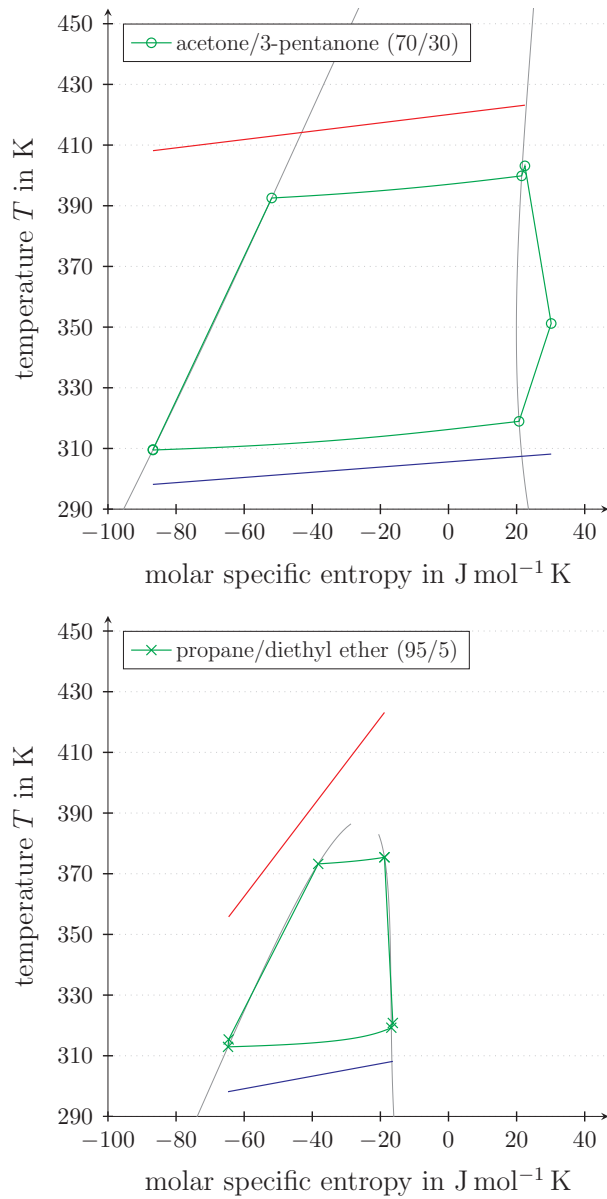 450
430
410
390
370
350
330
310
290
temperature T in K
acetone/3-pentanone (70/30)
−100 −80 −60 −40 −20 0 20 40
molar specific entropy in J mol⁻¹ K
450
430
410
390
370
350
330
310
290
temperature T in K
propane/diethyl ether (95/5)
−100 −80 −60 −40 −20 0 20 40
molar specific entropy in J mol⁻¹ K